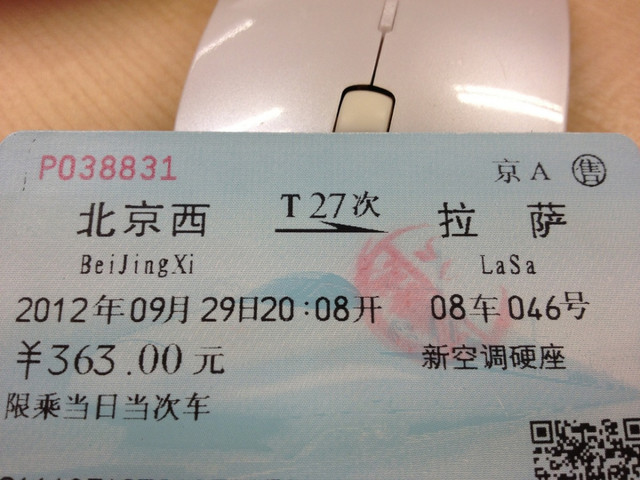 P038831 京A 售
北京西 T27次 拉萨
BeiJingXi LaSa
2012年09月29日20:08开 08车046号
¥363.00元 新空调硬座
限乘当日当次车